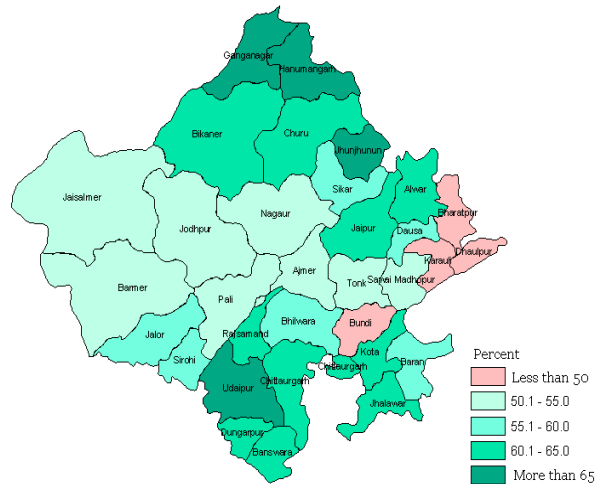 Ganganagar
Hanumangarh
Bikaner
Churu
Jhunjhunun
Sikar
Alwar
Jaisalmer
Jodhpur
Nagaur
Jaipur
Dausa
Bharatpur
Karauli
Dhaulpur
Barmer
Ajmer
Tonk
Sawai Madhopur
Pali
Jalor
Rajsamand
Bhilwara
Bundi
Sirohi
Kota
Baran
Chittaurgarh
Chittaurgarh
Udaipur
Jhalawar
Dungarpur
Banswara
Percent
Less than 50
50.1 - 55.0
55.1 - 60.0
60.1 - 65.0
More than 65